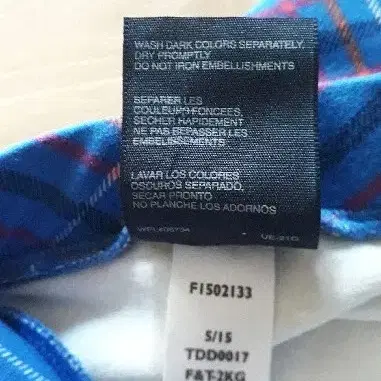 WASH DARK COLORS SEPARATELY.
DRY PROMPTLY
DO NOT IRON EMBELLISHMENTS
SEPARER LES
COULEURS FONCEES,
SECHER RAPIDEMENT
NE PAS REPASSER LES
EMBELLISSEMENTS
LAVAR LOS COLORES
OSCUROS SEPARADO,
SECAR PRONTO
NO PLANCHE LOS ADORNOS
F1502133
5/15
TDD0017
F&T-2KG